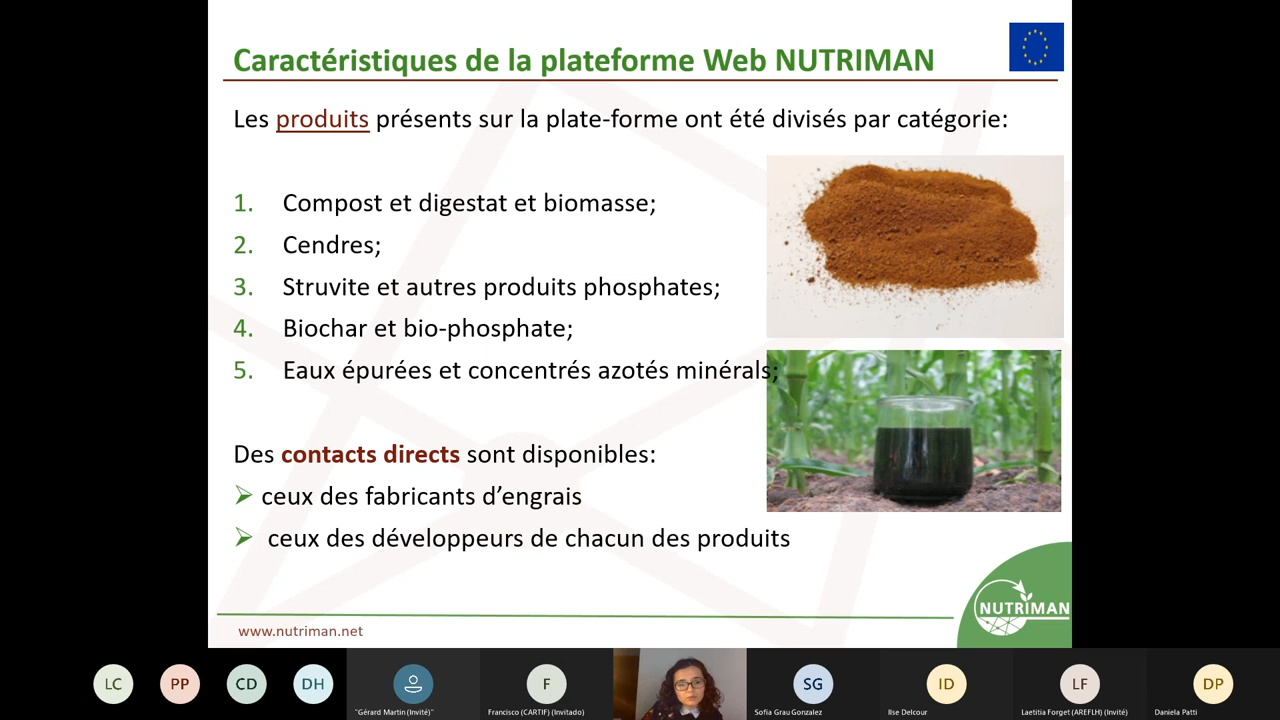 Caractéristiques de la plateforme Web NUTRIMAN
Les produits présents sur la plate-forme ont été divisés par catégorie:
1. Compost et digestat et biomasse;
2. Cendres;
3. Struvite et autres produits phosphates;
4. Biochar et bio-phosphate;
5. Eaux épurées et concentrés azotés minérals;
Des contacts directs sont disponibles:
ceux des fabricants d’engrais
ceux des développeurs de chacun des produits
NUTRIMAN
www.nutriman.net
LC PP CD DH F SG ID LF DP
"Gérard Martin (Invité)" Francisco (CARTIF) (Invitado) Sofia Grau Gonzalez Ilse Delcour Laetitia Forget (AREFLH) (Invité) Daniela Patti